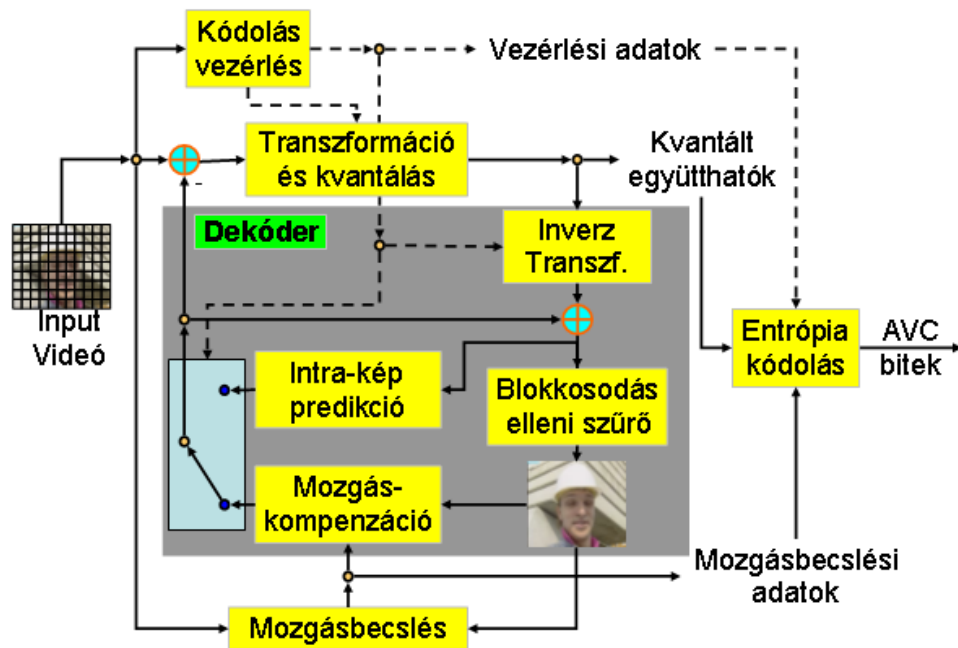 Kódolás
vezérlés
Vezérlési adatok
Transzformáció
és kvantálás
Kvantált
együtthatók
-
Dekóder
Inverz
Transzf.
Input
Videó
Entrópia
kódolás
AVC
bitek
Intra-kép
predikció
Blokkosodás
elleni szűrő
Mozgás-
kompenzáció
Mozgásbecslési
adatok
Mozgásbecslés